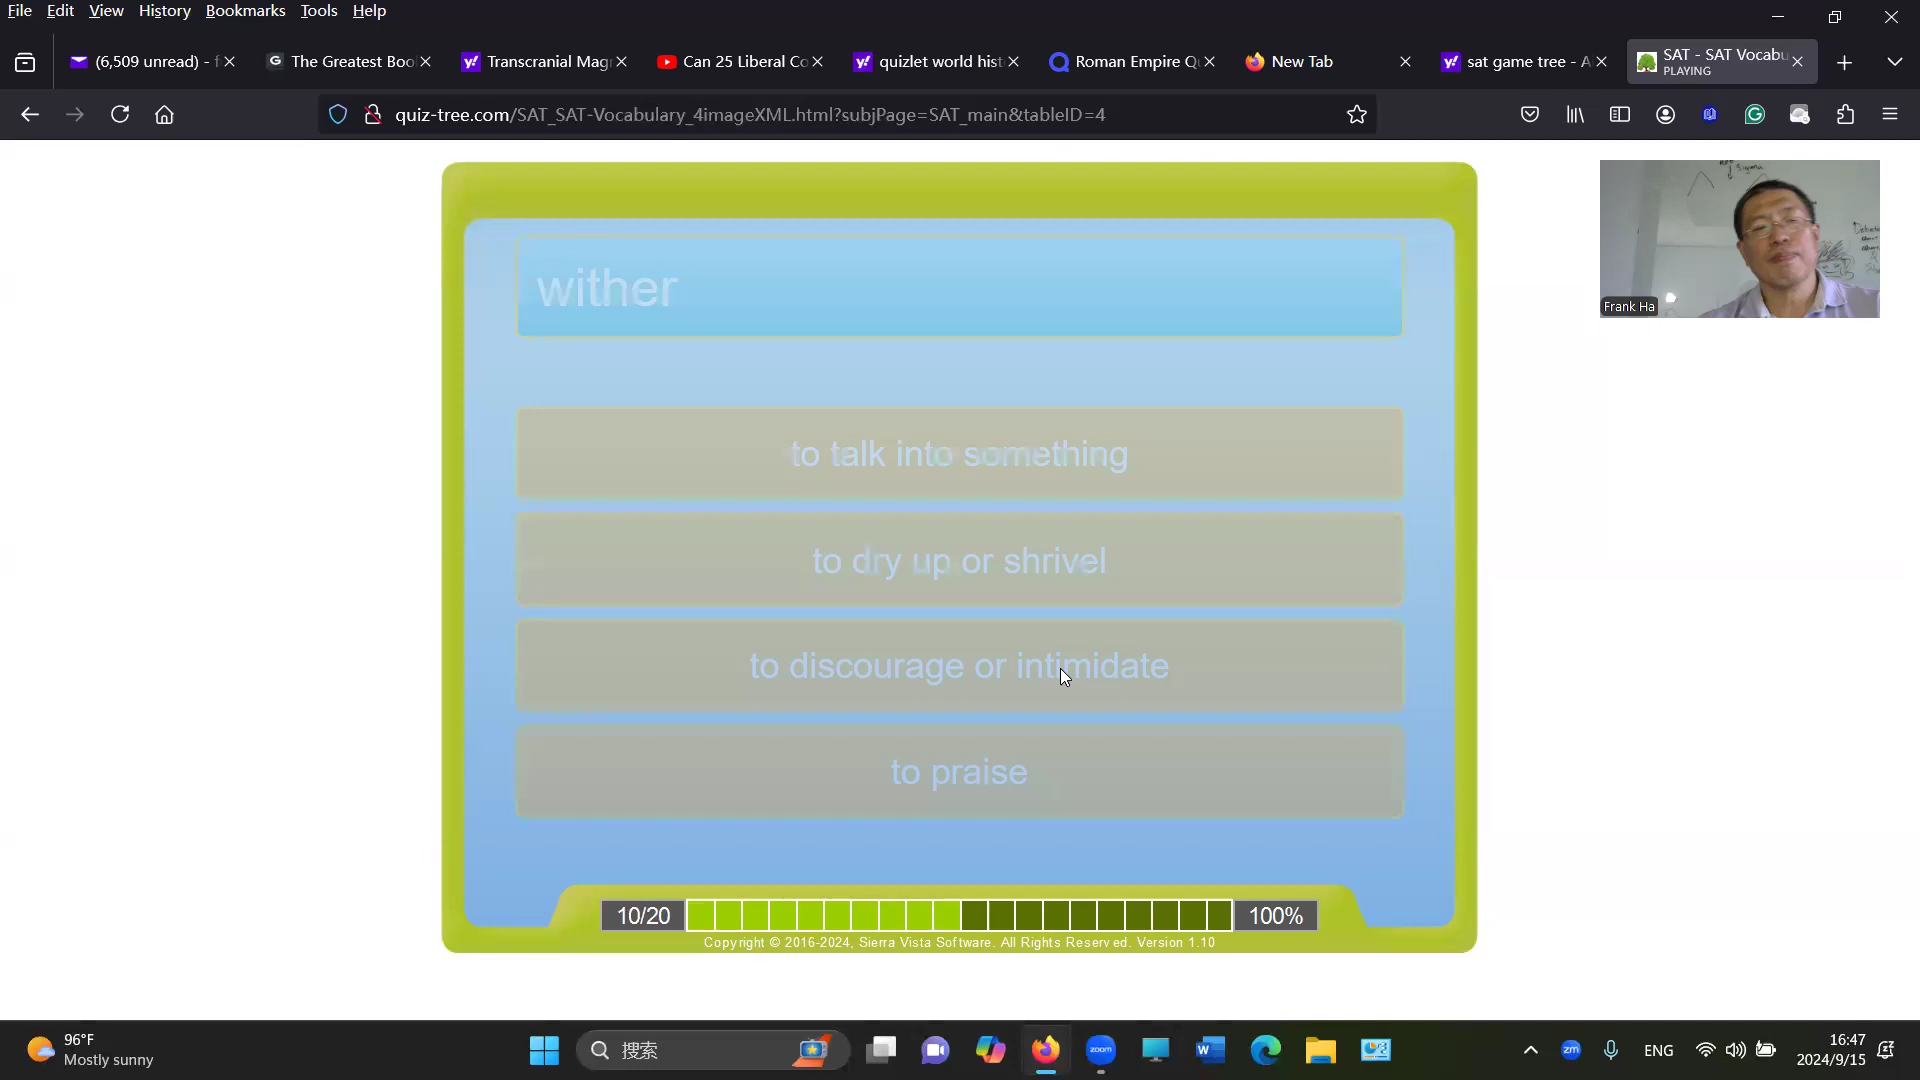 File Edit View History Bookmarks Tools Help
(6,509 unread) - f
The Greatest Boo
Transcranial Mag
Can 25 Liberal Co
quizlet world hist
Roman Empire Qu
New Tab
sat game tree - A
SAT - SAT Vocabu
PLAYING
quiz-tree.com/SAT_SAT-Vocabulary_4imageXML.html?subjPage=SAT_main&tableID=4
Frank Ha
wither
to talk into something
to dry up or shrivel
to discourage or intimidate
to praise
10/20
100%
Copyright © 2016-2024, Sierra Vista Software. All Rights Reserved. Version 1.10
96°F
Mostly sunny
搜索
zoom
zm
ENG
16:47
2024/9/15